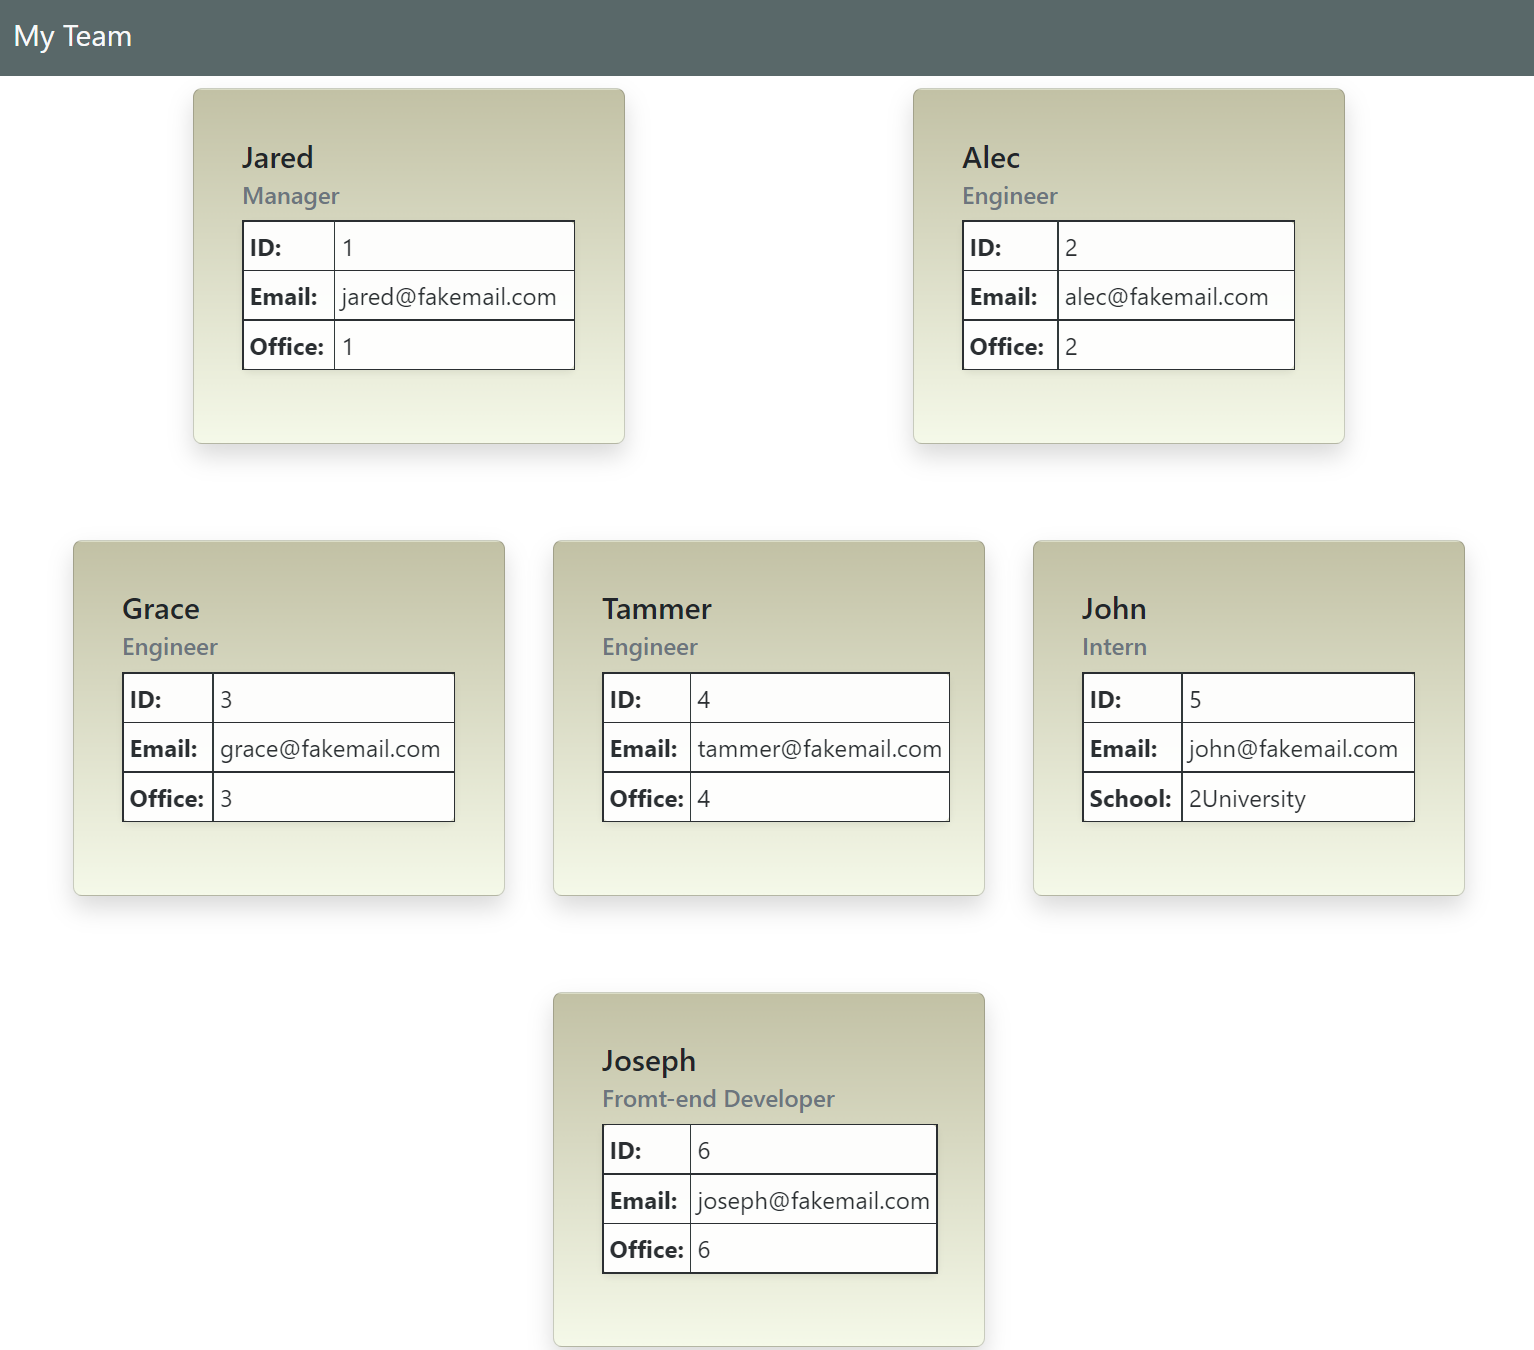 My Team
Jared
Manager
ID: 1
Email: jared@fakemail.com
Office: 1
Alec
Engineer
ID: 2
Email: alec@fakemail.com
Office: 2
Grace
Engineer
ID: 3
Email: grace@fakemail.com
Office: 3
Tammer
Engineer
ID: 4
Email: tammer@fakemail.com
Office: 4
John
Intern
ID: 5
Email: john@fakemail.com
School: 2University
Joseph
Fromt-end Developer
ID: 6
Email: joseph@fakemail.com
Office: 6